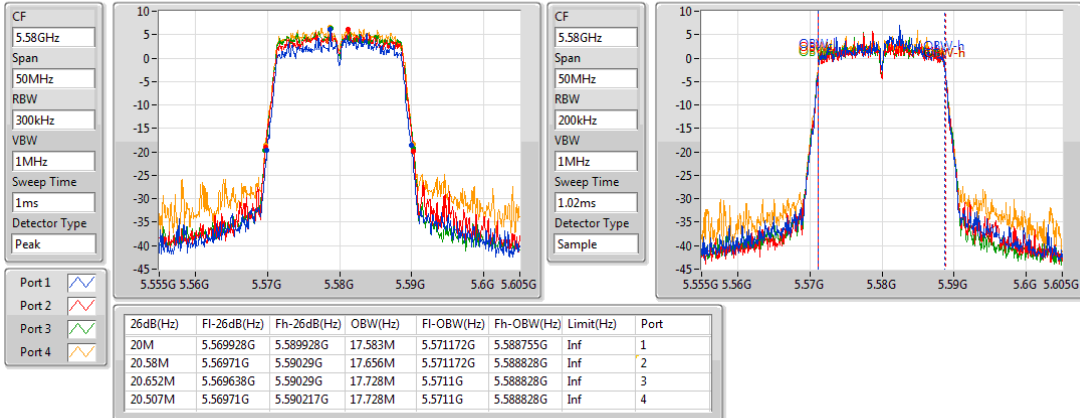 CF
5.58GHz
Span
50MHz
RBW
300kHz
VBW
1MHz
Sweep Time
1ms
Detector Type
Peak
10
5
0
-5
-10
-15
-20
-25
-30
-35
-40
-45
5.555G 5.56G 5.57G 5.58G 5.59G 5.6G 5.605G
CF
5.58GHz
Span
50MHz
RBW
200kHz
VBW
1MHz
Sweep Time
1.02ms
Detector Type
Sample
10
5
0
-5
-10
-15
-20
-25
-30
-35
-40
-45
5.555G 5.56G 5.57G 5.58G 5.59G 5.6G 5.605G
Port 1
Port 2
Port 3
Port 4
26dB(Hz) Fl-26dB(Hz) Fh-26dB(Hz) OBW(Hz) Fl-OBW(Hz) Fh-OBW(Hz) Limit(Hz) Port
20M 5.569928G 5.589928G 17.583M 5.571172G 5.588755G Inf 1
20.58M 5.56971G 5.59029G 17.656M 5.571172G 5.588828G Inf 2
20.652M 5.569638G 5.59029G 17.728M 5.5711G 5.588828G Inf 3
20.507M 5.56971G 5.590217G 17.728M 5.5711G 5.588828G Inf 4